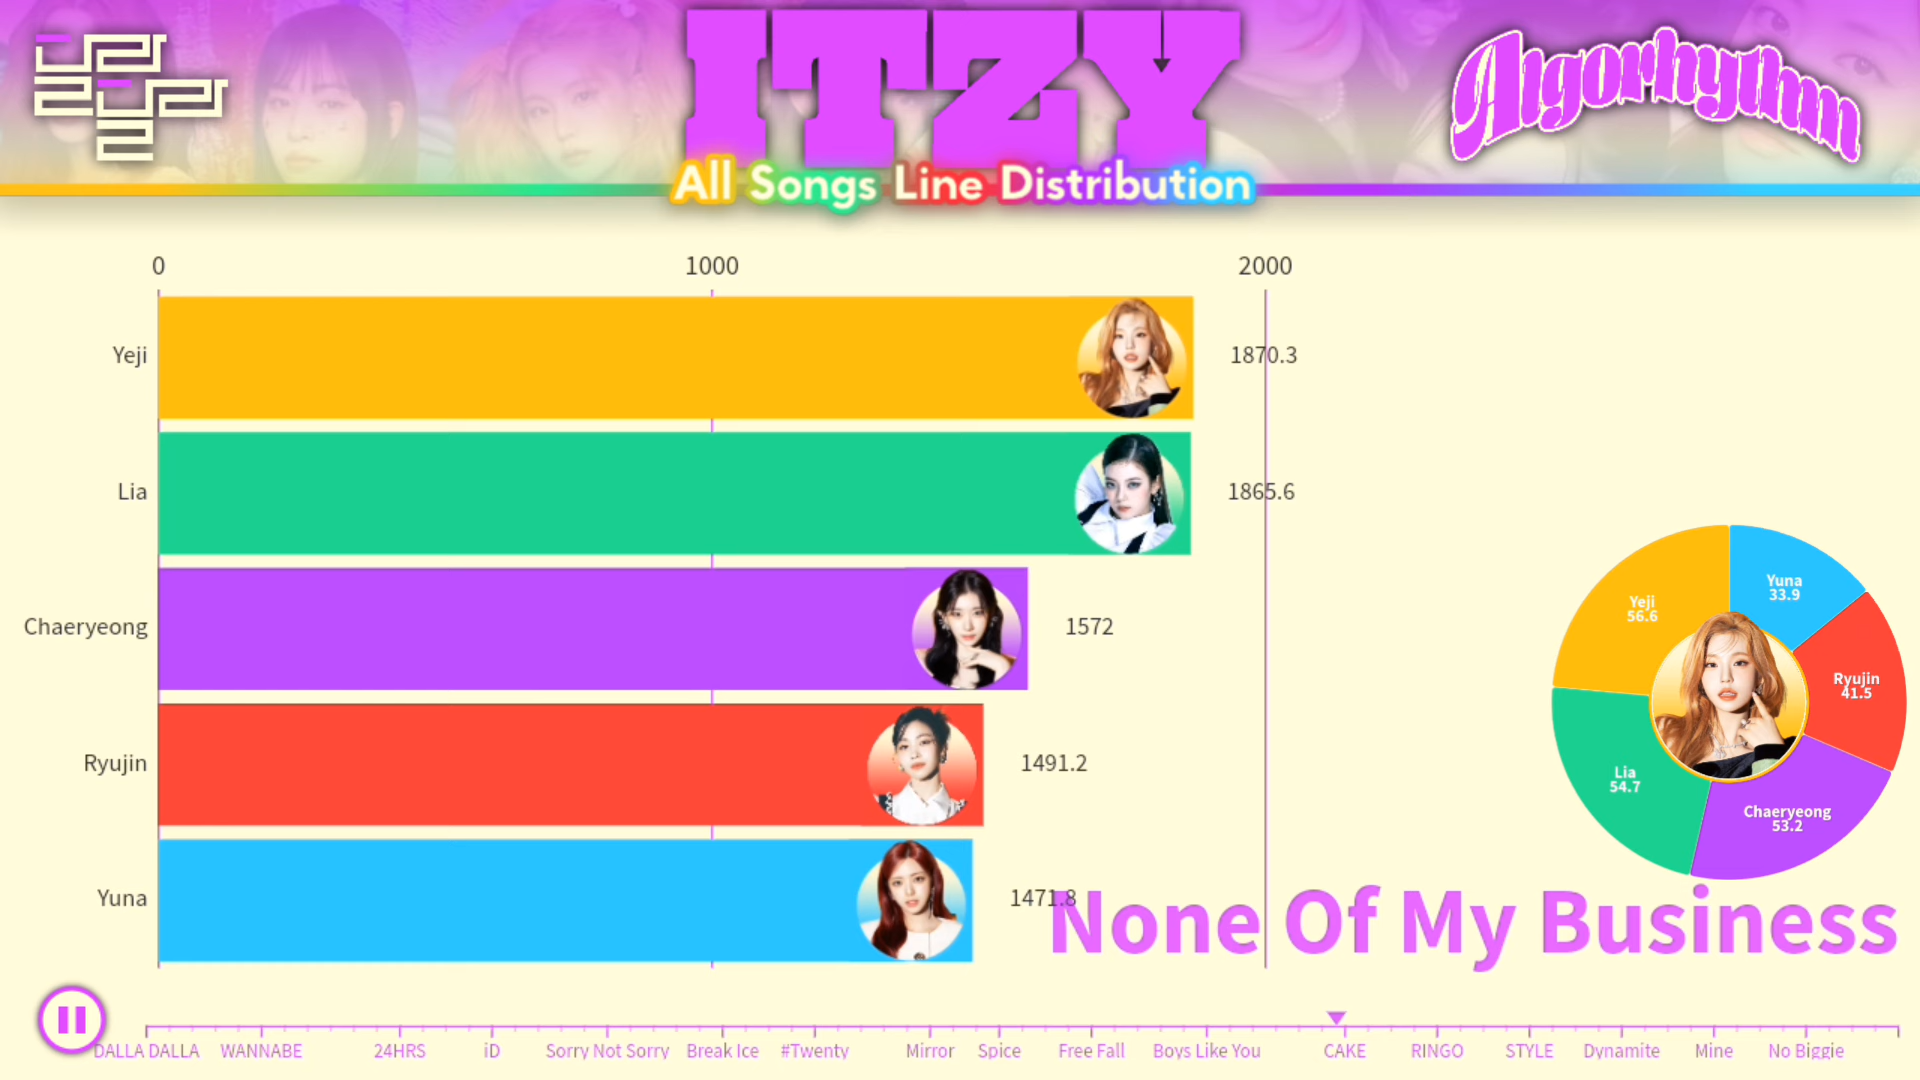 ITZY
Algorhythm
All Songs Line Distribution
0 1000 2000
Yeji 1870.3
Lia 1865.6
Chaeryeong 1572
Ryujin 1491.2
Yuna 1471.8
Yuna
33.9
Yeji
56.6
Ryujin
41.5
Lia
54.7
Chaeryeong
53.2
None Of My Business
DALLA DALLA WANNABE 24HRS iD Sorry Not Sorry Break Ice #Twenty Mirror Spice Free Fall Boys Like You CAKE RINGO STYLE Dynamite Mine No Biggie